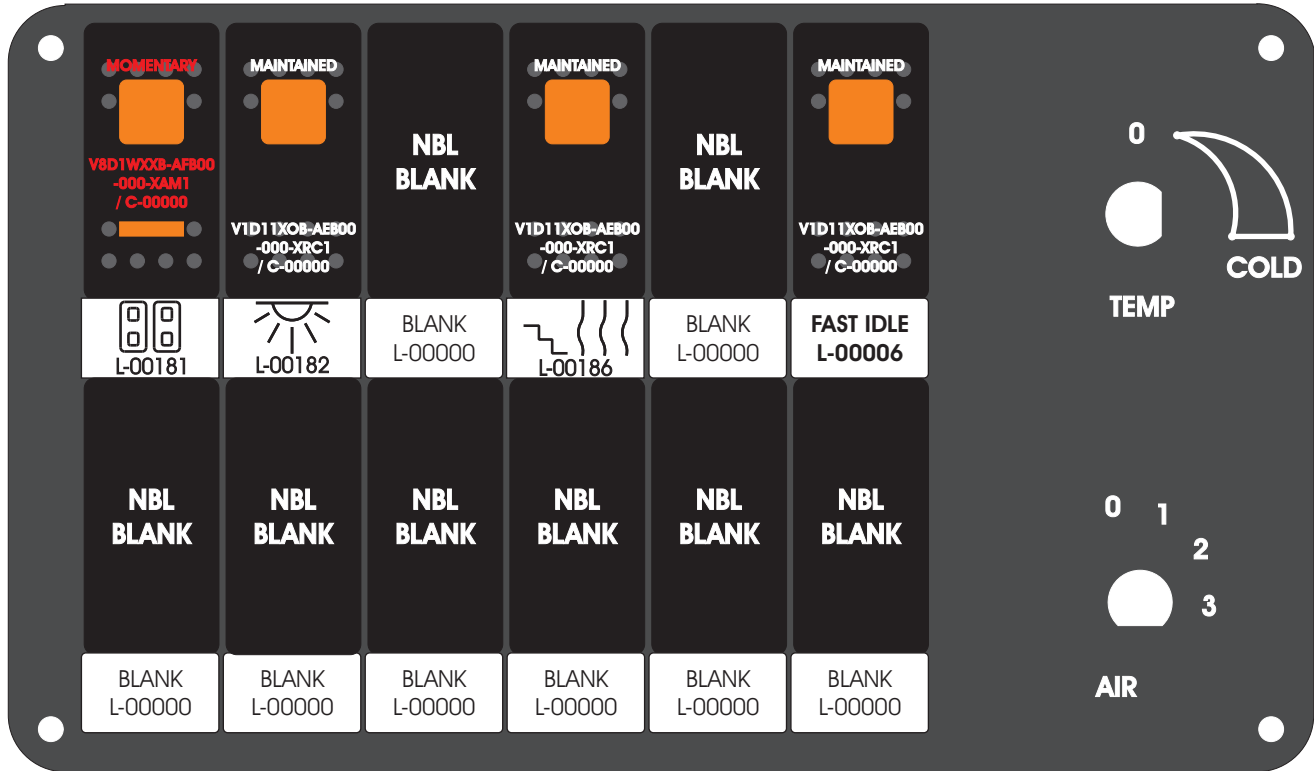 MOMENTARY
V8D1WXXB-AFB00
-000-XAM1
/ C-00000
MAINTAINED
V1D11XOB-AEB00
-000-XRC1
/ C-00000
NBL
BLANK
MAINTAINED
V1D11XOB-AEB00
-000-XRC1
/ C-00000
NBL
BLANK
MAINTAINED
V1D11XOB-AEB00
-000-XRC1
/ C-00000
L-00181
L-00182
BLANK
L-00000
L-00186
BLANK
L-00000
FAST IDLE
L-00006
0
COLD
TEMP
NBL
BLANK
NBL
BLANK
NBL
BLANK
NBL
BLANK
NBL
BLANK
NBL
BLANK
BLANK
L-00000
BLANK
L-00000
BLANK
L-00000
BLANK
L-00000
BLANK
L-00000
BLANK
L-00000
0
1
2
3
AIR